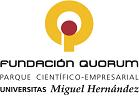 FUNDACIÓN QUORUM
PARQUE CIENTÍFICO-EMPRESARIAL
UNIVERSITAS Miguel Hernández